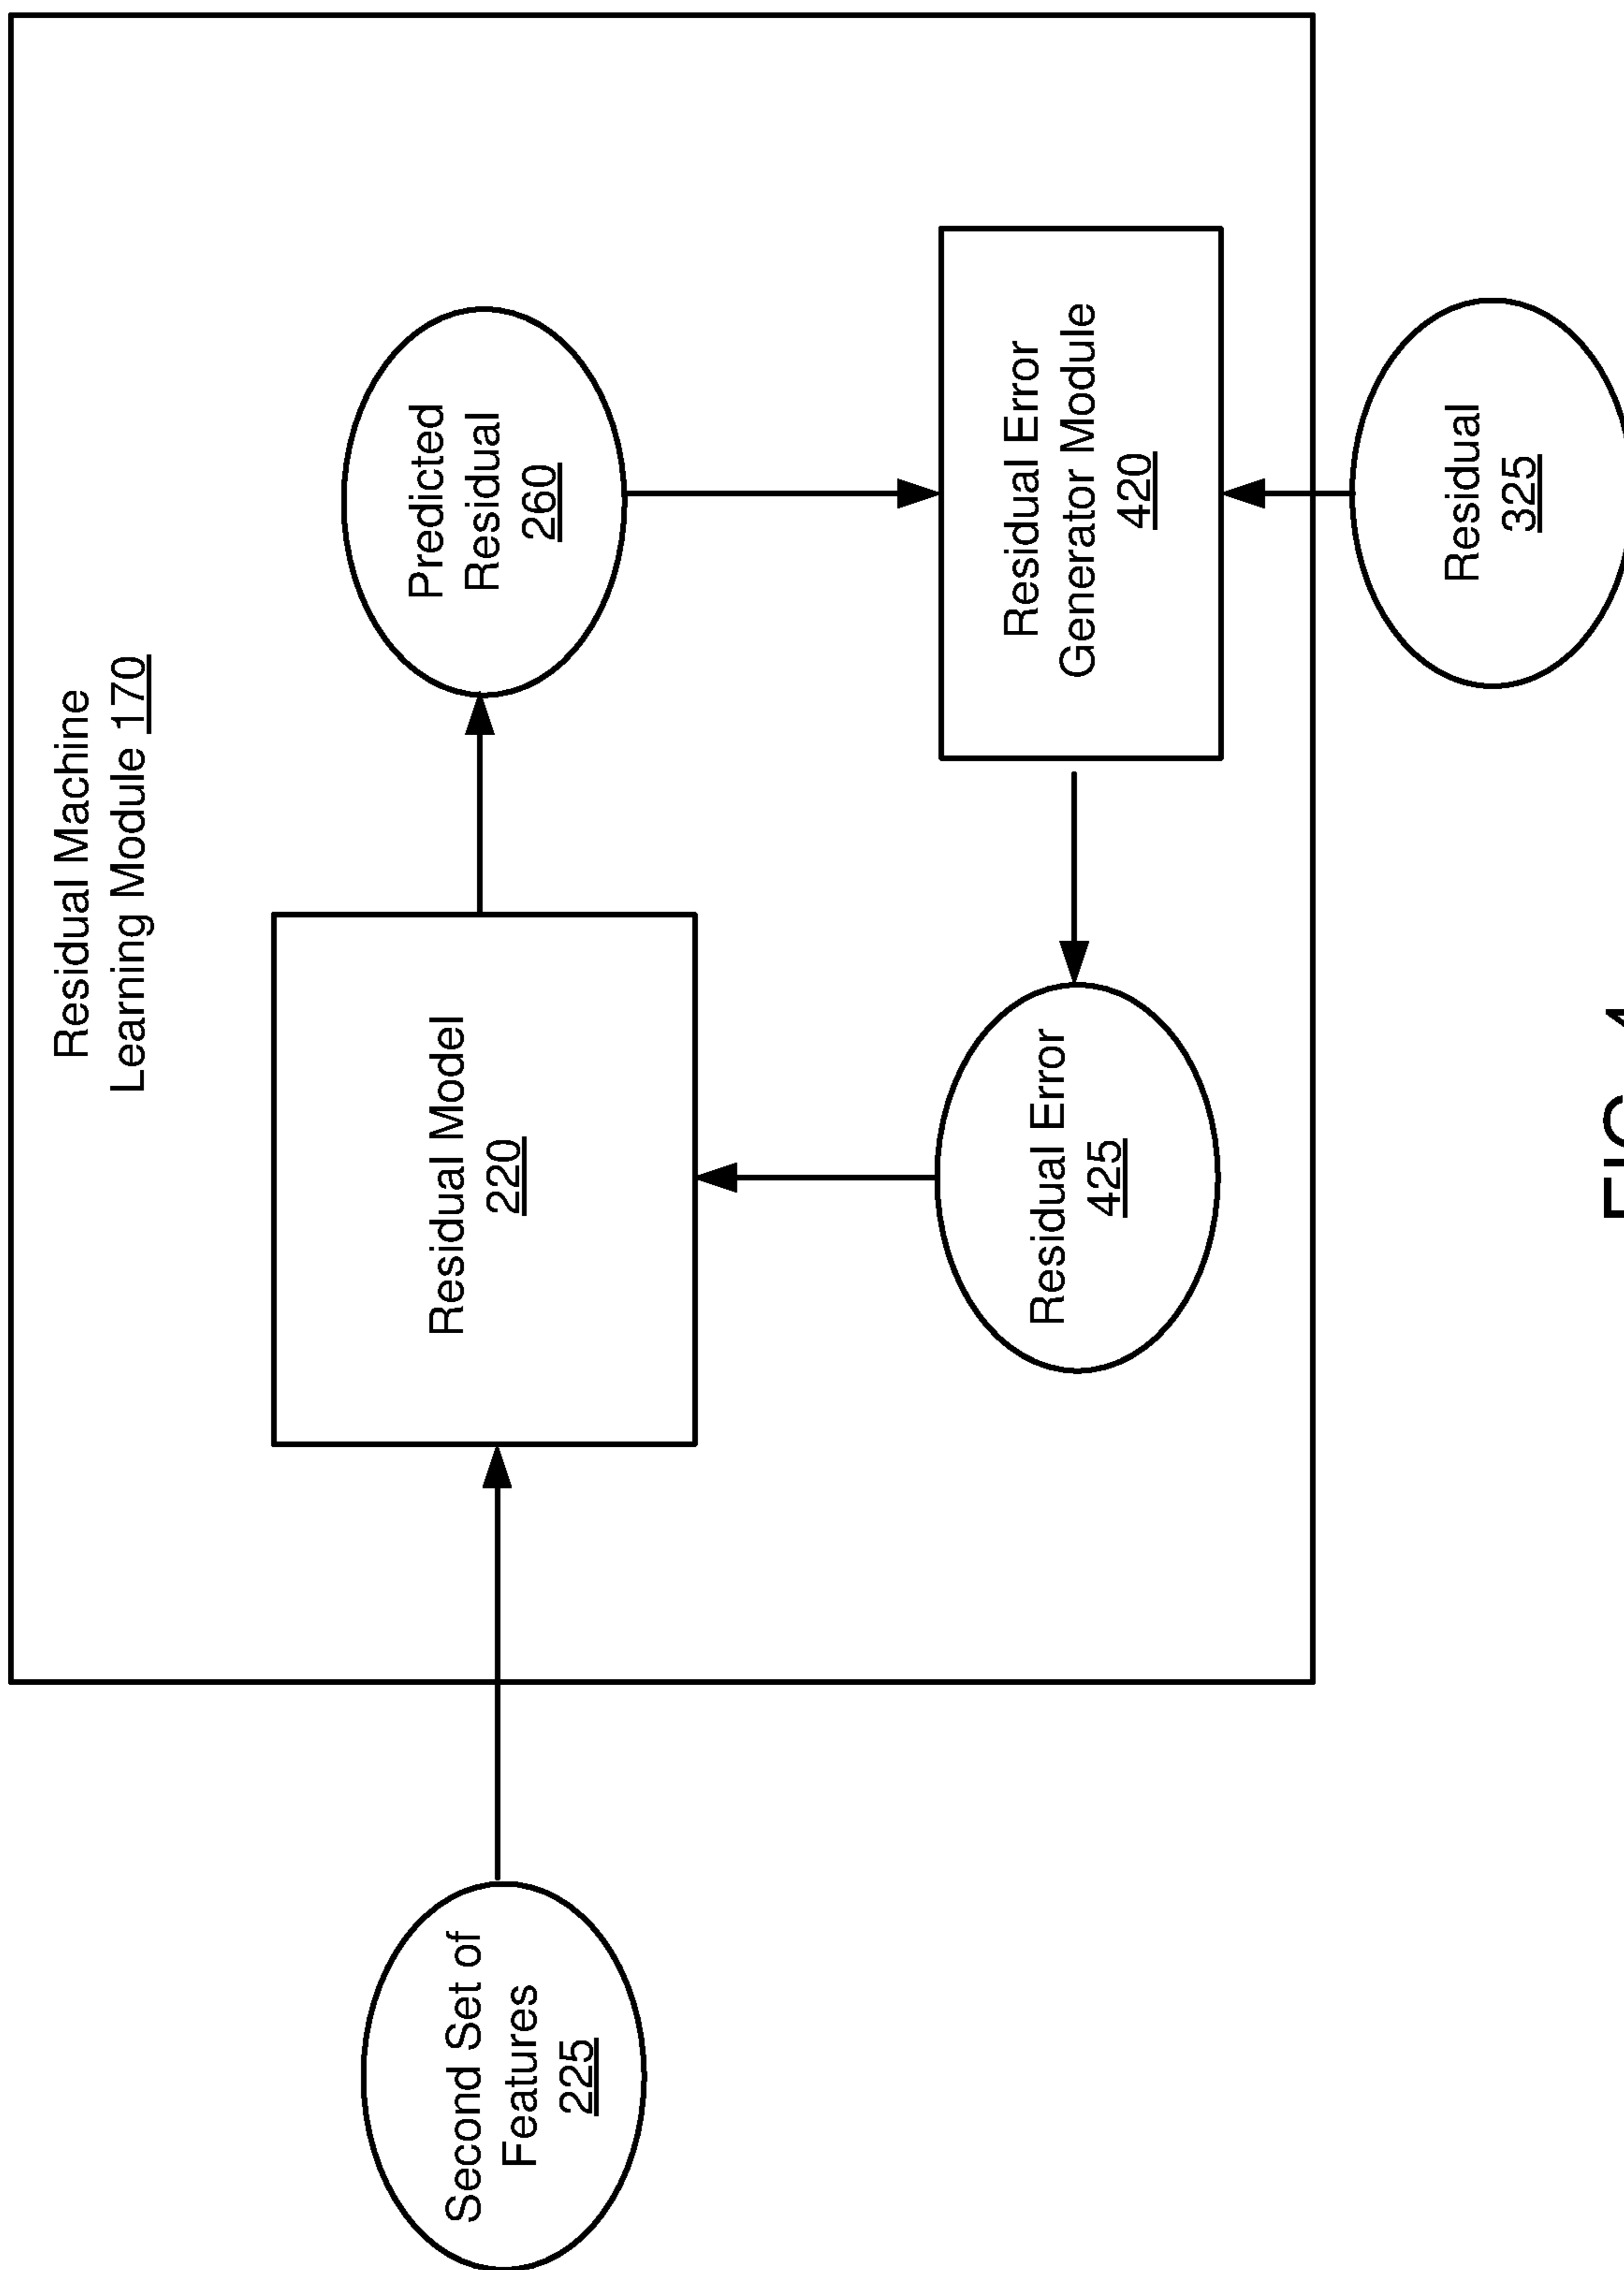 Residual Machine
Learning Module 170
Second Set of
Features
225
Residual Model
220
Predicted
Residual
260
Residual Error
425
Residual Error
Generator Module
420
Residual
325